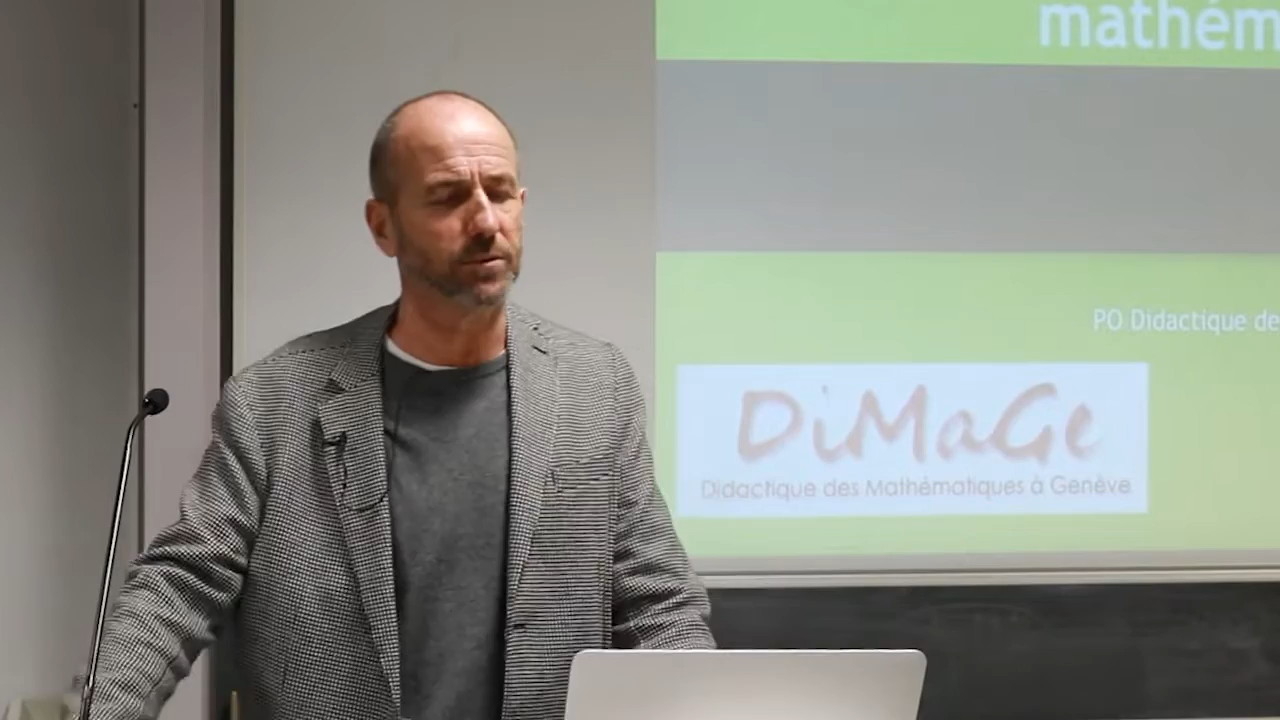 mathém
PO Didactique de
DiMaGe
Didactique des Mathématiques à Genève